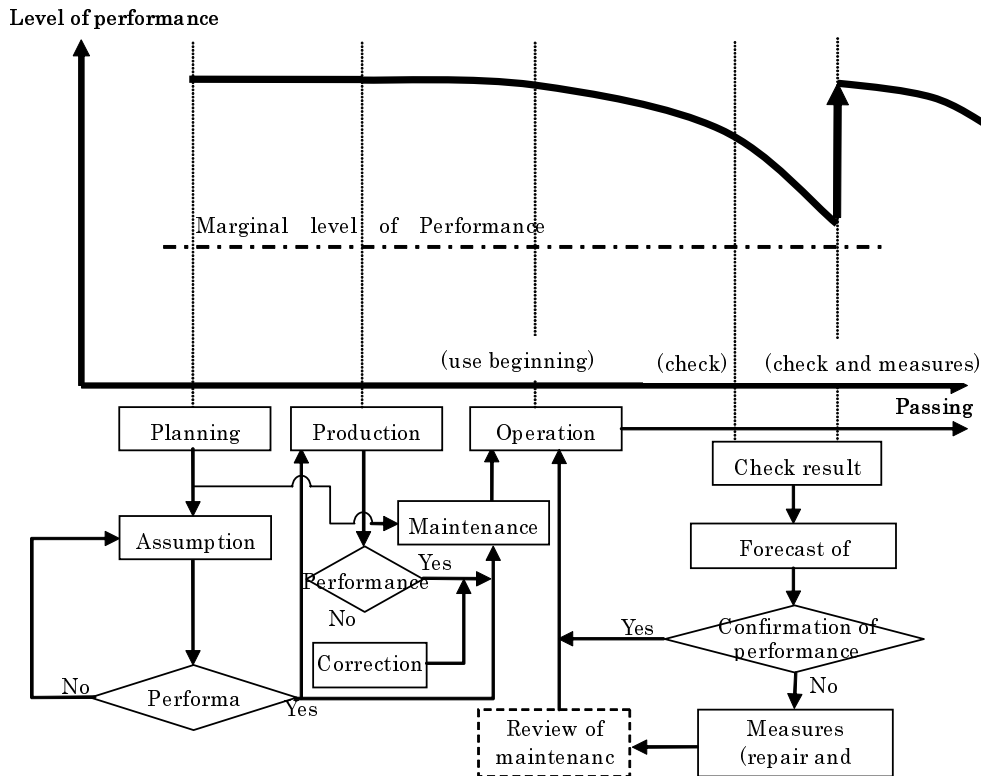 Level of performance
Marginal level of Performance
(use beginning)
(check)
(check and measures)
Passing
Planning
Production
Operation
Check result
Maintenance
Assumption
Forecast of
Performance
Yes
No
Confirmation of
performance
Yes
No
Correction
No
Performa
Yes
Review of
maintenanc
Measures
(repair and